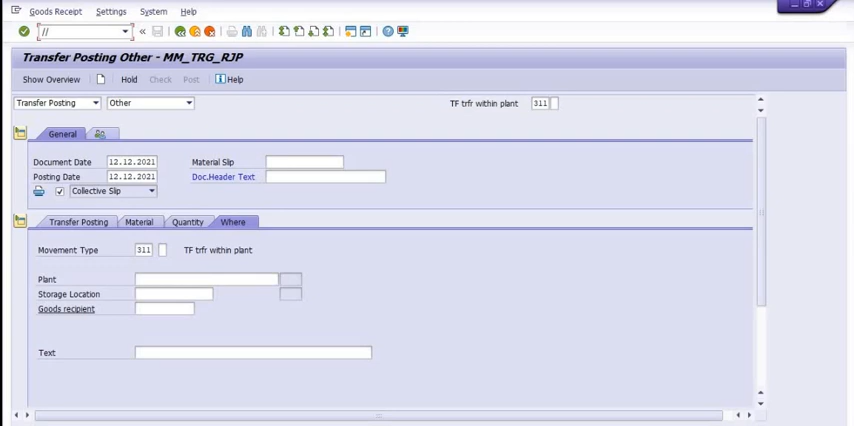 Goods Receipt Settings System Help
//
Transfer Posting Other - MM_TRG_RJP
Show Overview Hold Check Post Help
Transfer Posting Other TF trfr within plant 311
General
Document Date 12.12.2021 Material Slip
Posting Date 12.12.2021 Doc.Header Text
Collective Slip
Transfer Posting Material Quantity Where
Movement Type 311 TF trfr within plant
Plant
Storage Location
Goods recipient
Text